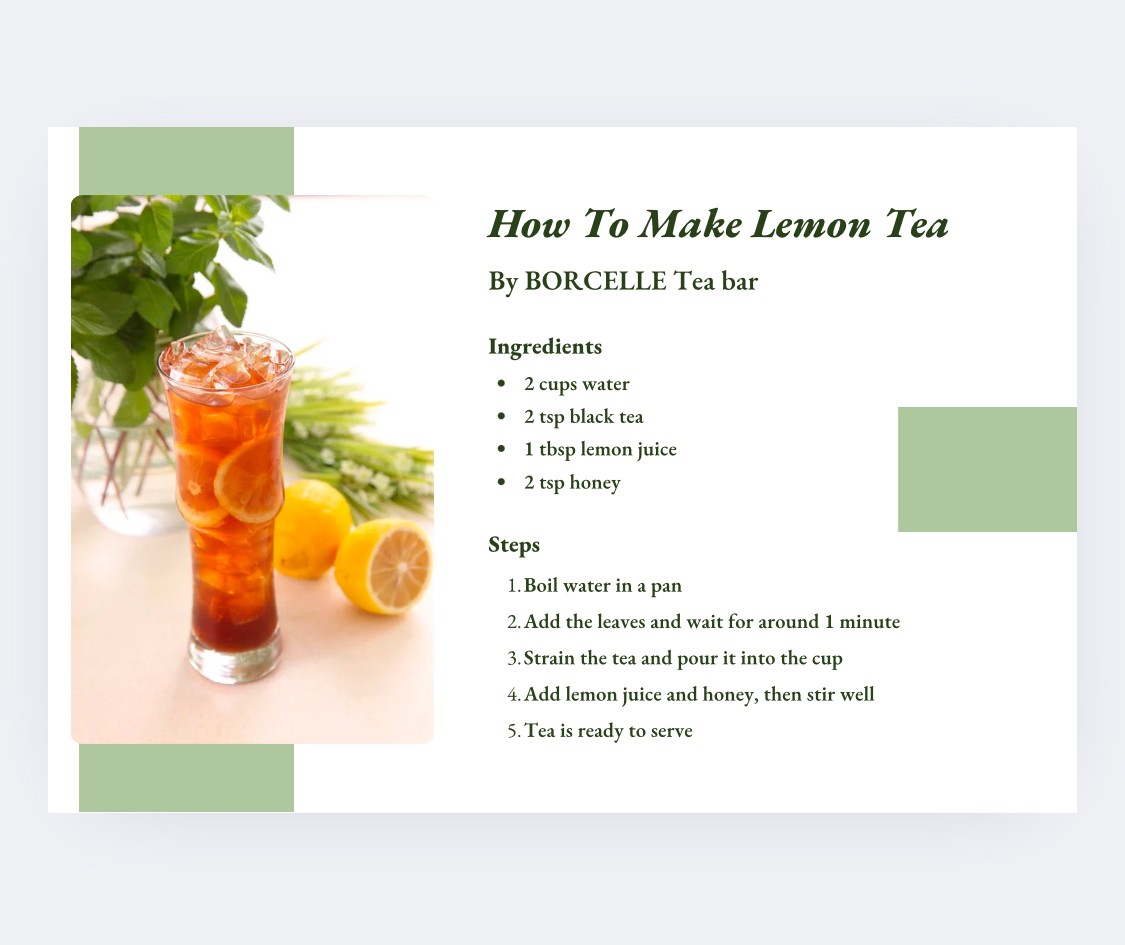 How To Make Lemon Tea
By BORCELLE Tea bar
Ingredients
• 2 cups water
• 2 tsp black tea
• 1 tbsp lemon juice
• 2 tsp honey
Steps
1. Boil water in a pan
2. Add the leaves and wait for around 1 minute
3. Strain the tea and pour it into the cup
4. Add lemon juice and honey, then stir well
5. Tea is ready to serve